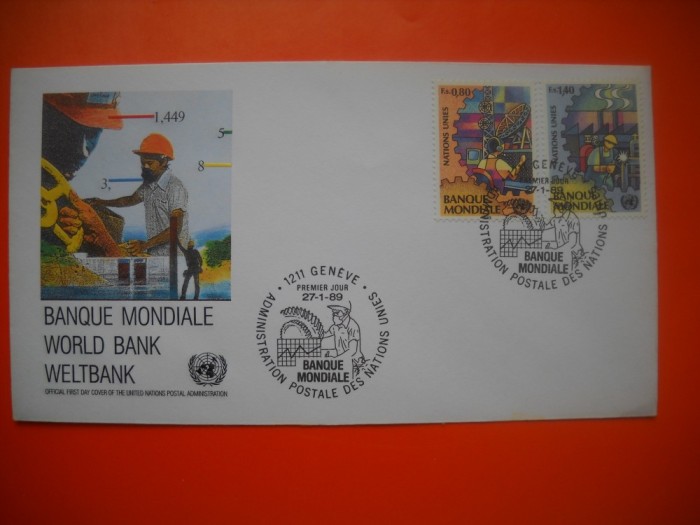 1,449
5
8
3,
BANQUE MONDIALE
WORLD BANK
WELTBANK
OFFICIAL FIRST DAY COVER OF THE UNITED NATIONS POSTAL ADMINISTRATION
1211 GENÈVE
PREMIER JOUR
27-1-89
BANQUE
MONDIALE
ADMINISTRATION POSTALE DES NATIONS UNIES
F.s. 0,80
NATIONS UNIES
BANQUE
MONDIALE
F.s. 1,40
NATIONS UNIES
BANQUE
MONDIALE
GENÈVE
PREMIER JOUR
27-1-89
BANQUE
MONDIALE
ADMINISTRATION POSTALE DES NATIONS